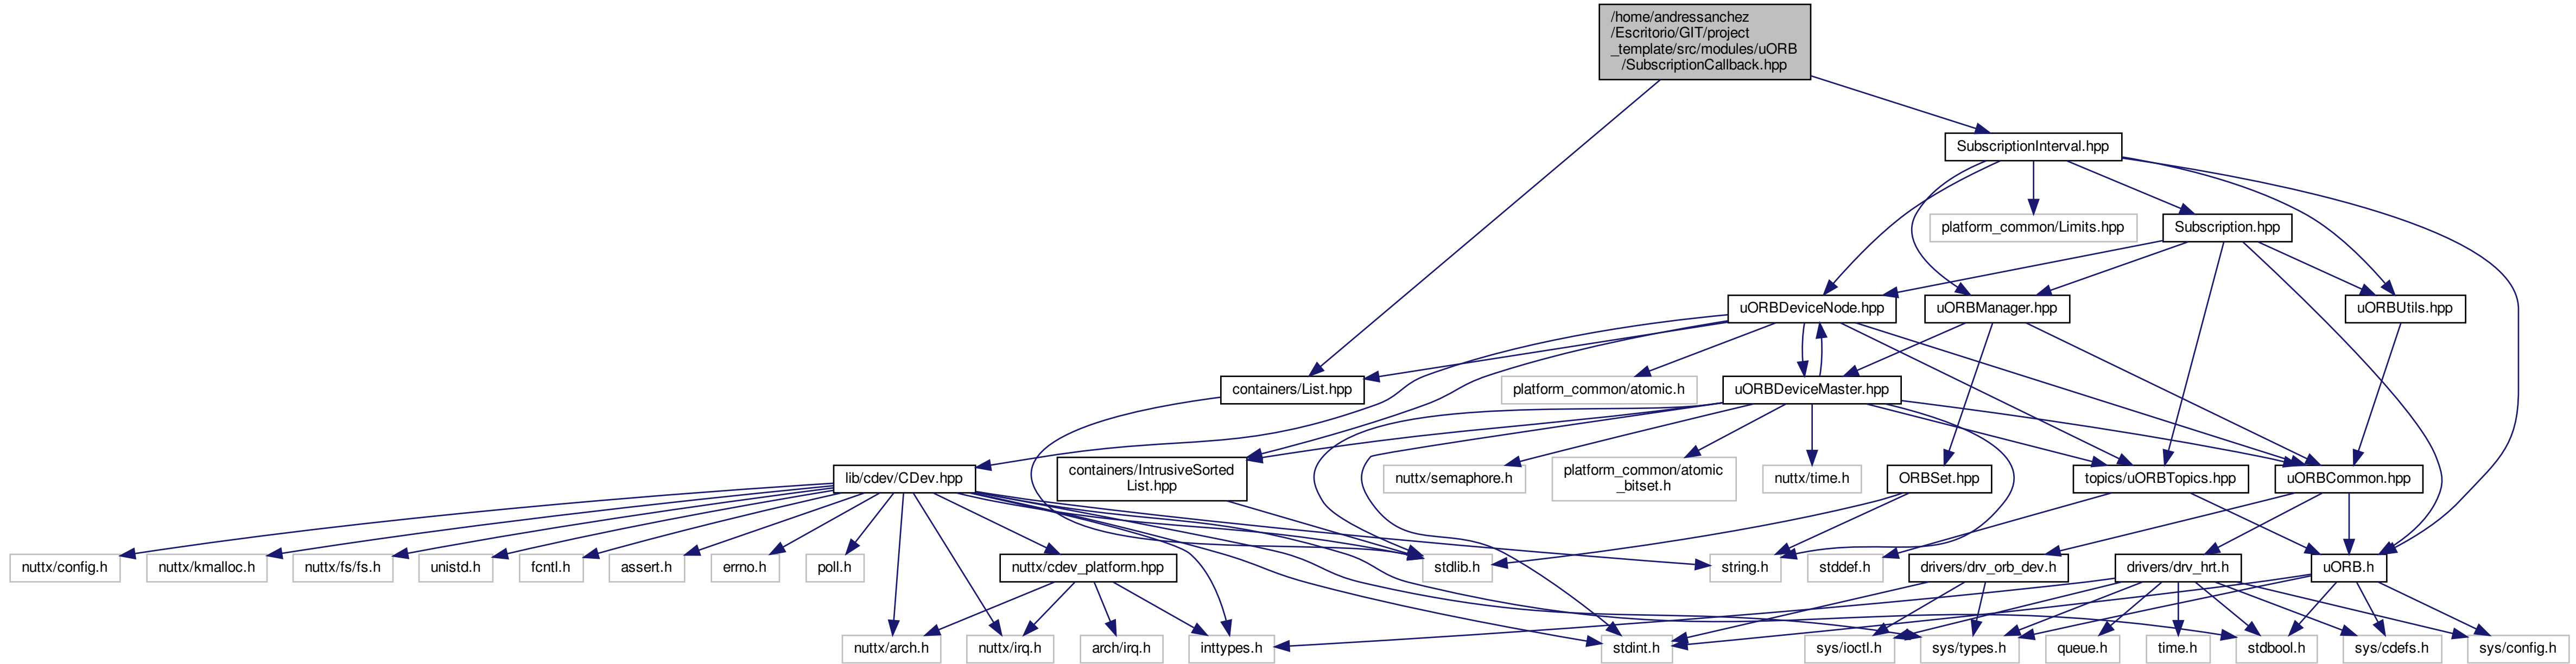 /home/andressanchez
/Escritorio/GIT/project
_template/src/modules/uORB
/SubscriptionCallback.hpp
SubscriptionInterval.hpp
platform_common/Limits.hpp
Subscription.hpp
uORBDeviceNode.hpp
uORBManager.hpp
uORBUtils.hpp
containers/List.hpp
platform_common/atomic.h
uORBDeviceMaster.hpp
lib/cdev/CDev.hpp
containers/IntrusiveSorted
List.hpp
nuttx/semaphore.h
platform_common/atomic
_bitset.h
nuttx/time.h
ORBSet.hpp
topics/uORBTopics.hpp
uORBCommon.hpp
nuttx/config.h
nuttx/kmalloc.h
nuttx/fs/fs.h
unistd.h
fcntl.h
assert.h
errno.h
poll.h
nuttx/cdev_platform.hpp
stdlib.h
string.h
stddef.h
drivers/drv_orb_dev.h
drivers/drv_hrt.h
uORB.h
nuttx/arch.h
nuttx/irq.h
arch/irq.h
inttypes.h
stdint.h
sys/ioctl.h
sys/types.h
queue.h
time.h
stdbool.h
sys/cdefs.h
sys/config.h